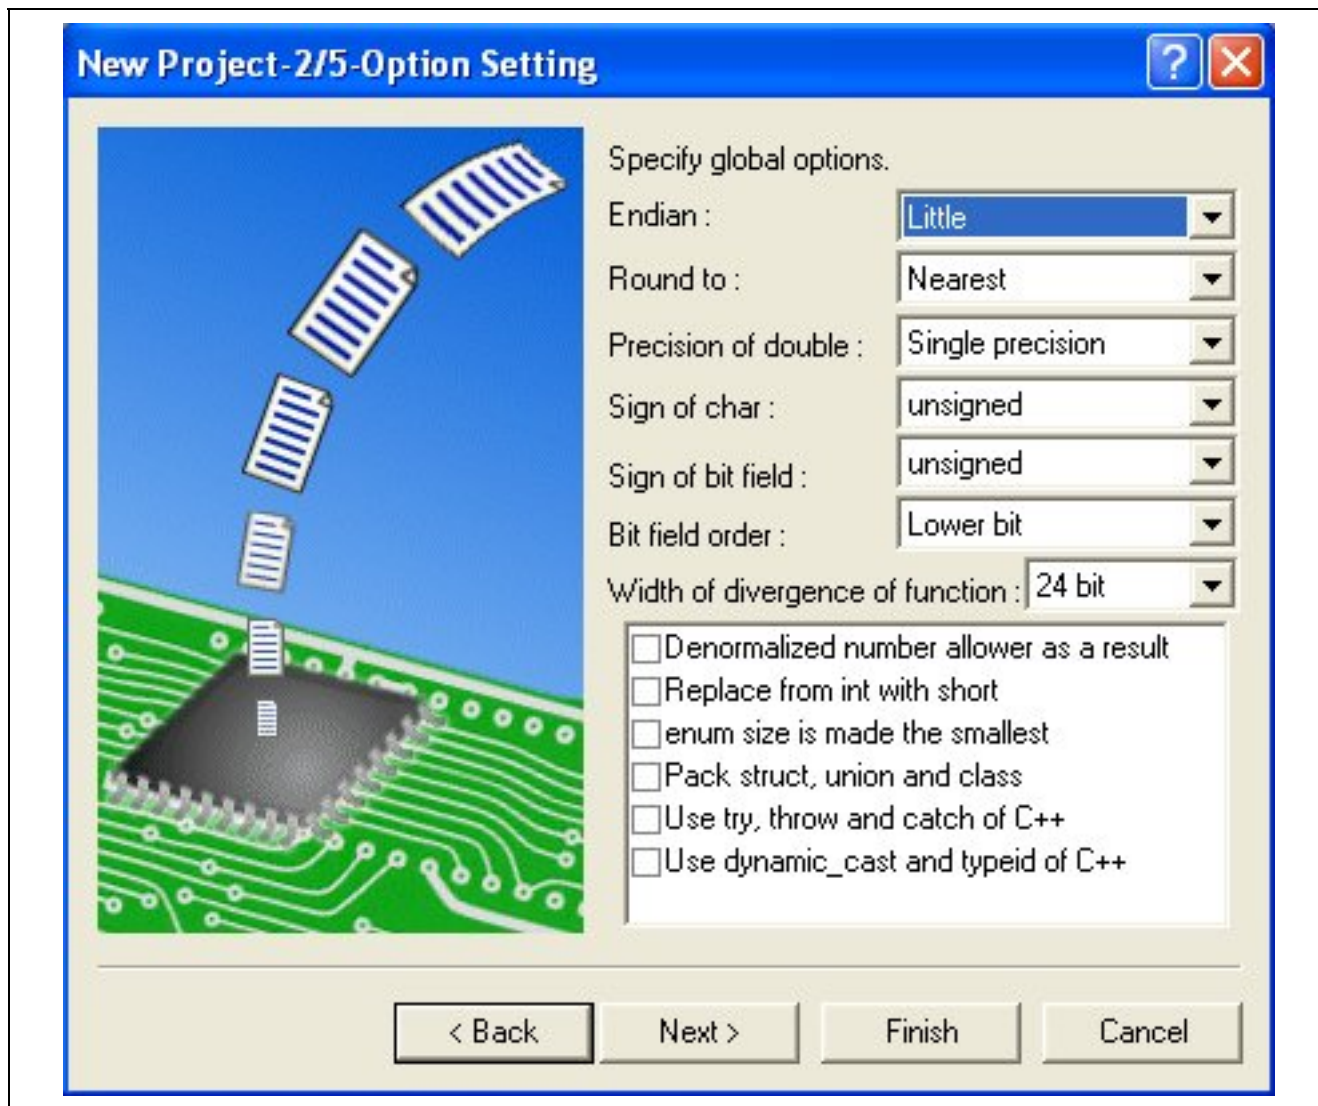 New Project-2/5-Option Setting
Specify global options.
Endian : Little
Round to : Nearest
Precision of double : Single precision
Sign of char : unsigned
Sign of bit field : unsigned
Bit field order : Lower bit
Width of divergence of function : 24 bit
Denormalized number allower as a result
Replace from int with short
enum size is made the smallest
Pack struct, union and class
Use try, throw and catch of C++
Use dynamic_cast and typeid of C++
< Back Next > Finish Cancel